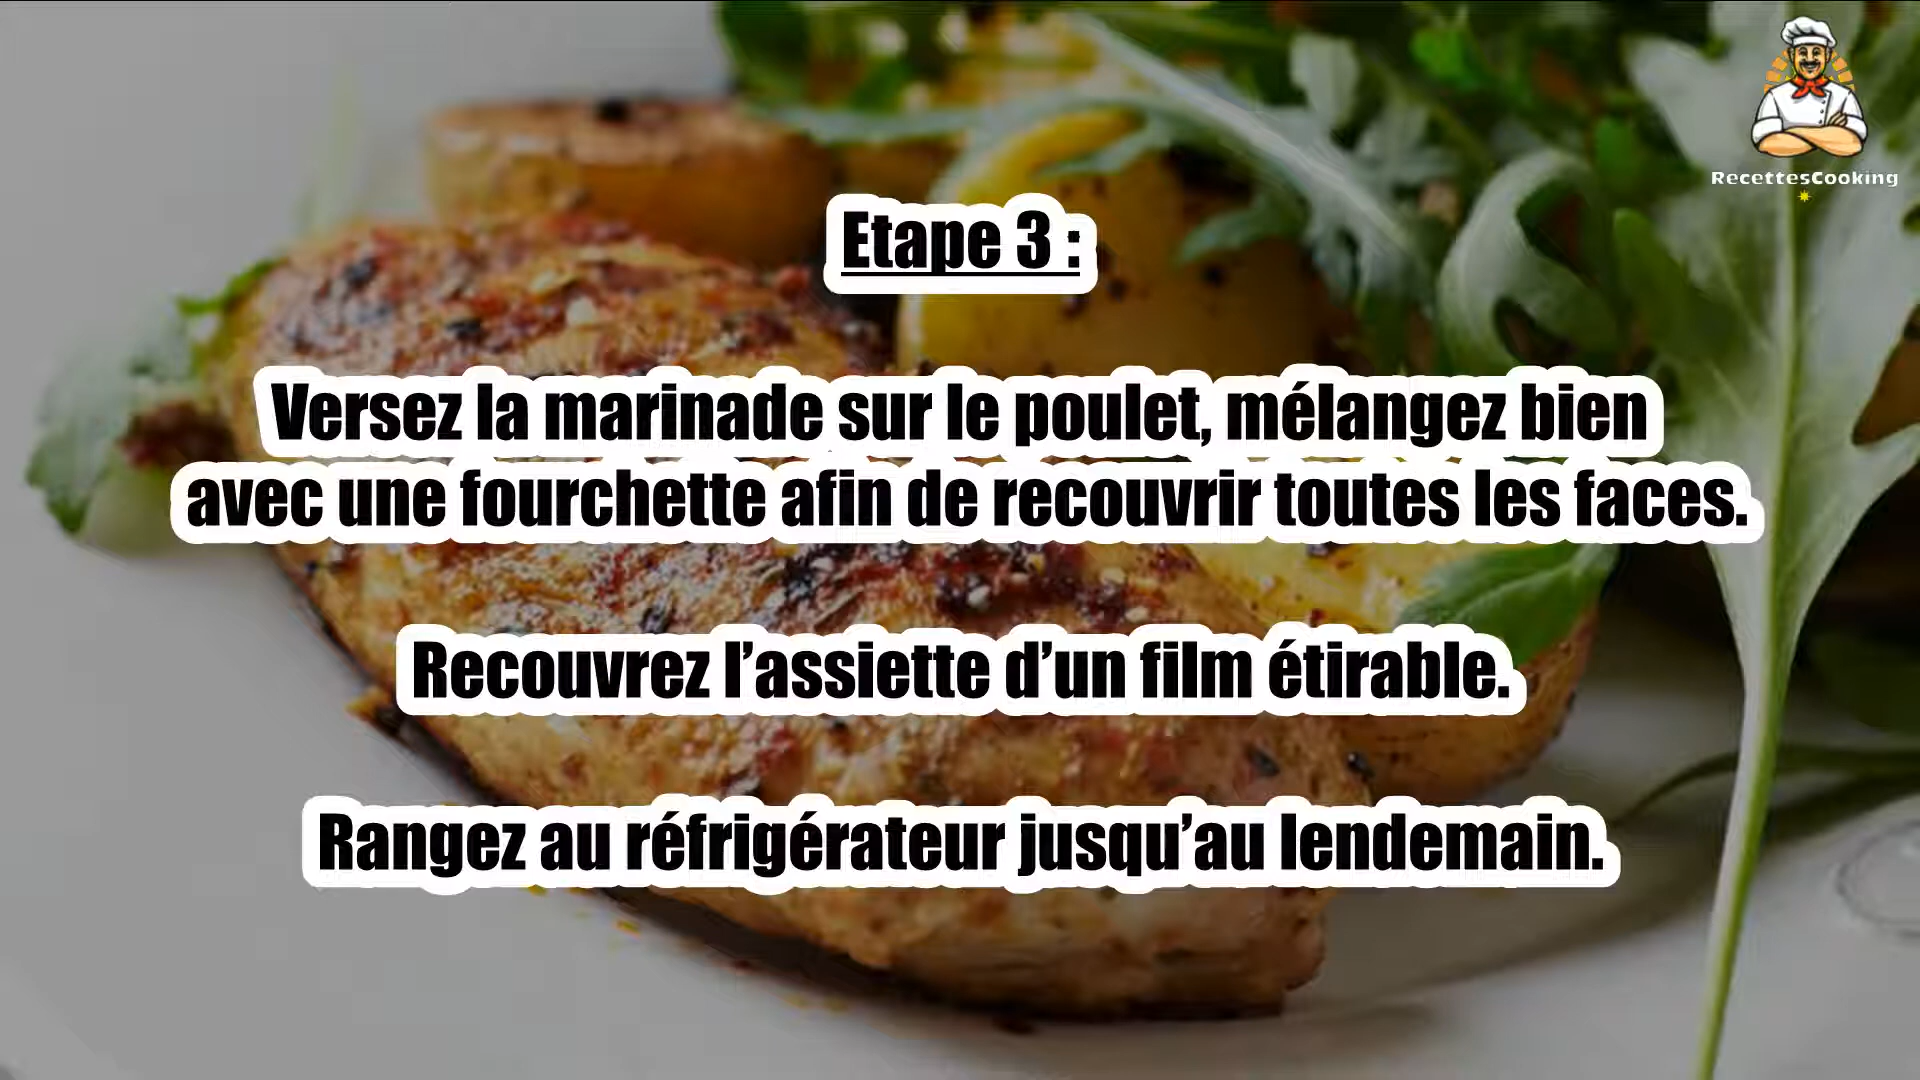 RecettesCooking
Etape 3 :
Versez la marinade sur le poulet, mélangez bien
avec une fourchette afin de recouvrir toutes les faces.
Recouvrez l’assiette d’un film étirable.
Rangez au réfrigérateur jusqu’au lendemain.